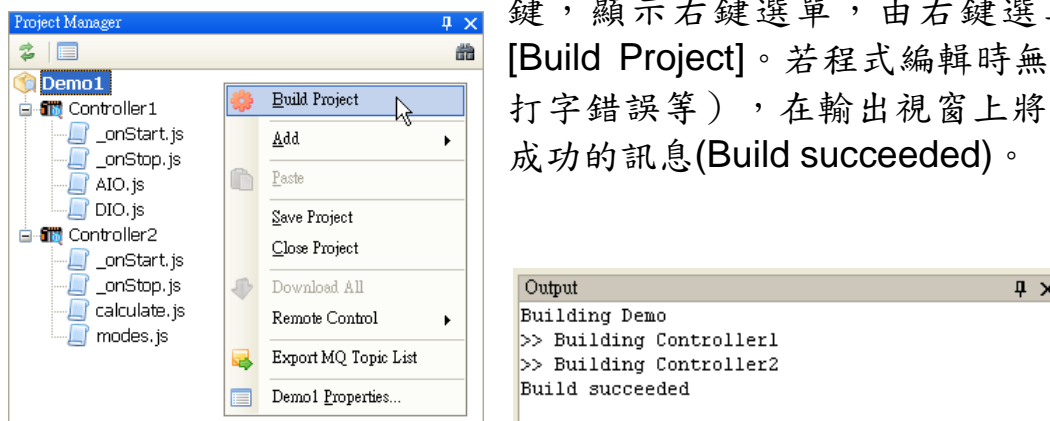 Project Manager
Demo1
Controller1
_onStart.js
_onStop.js
AIO.js
DIO.js
Controller2
_onStart.js
_onStop.js
calculate.js
modes.js
Build Project
Add
Paste
Save Project
Close Project
Download All
Remote Control
Export MQ Topic List
Demo1 Properties...
鍵，顯示右鍵選單，由右鍵選
[Build Project]。若程式編輯時無
打字錯誤等），在輸出視窗上將
成功的訊息(Build succeeded)。
Output
Building Demo
>> Building Controller1
>> Building Controller2
Build succeeded